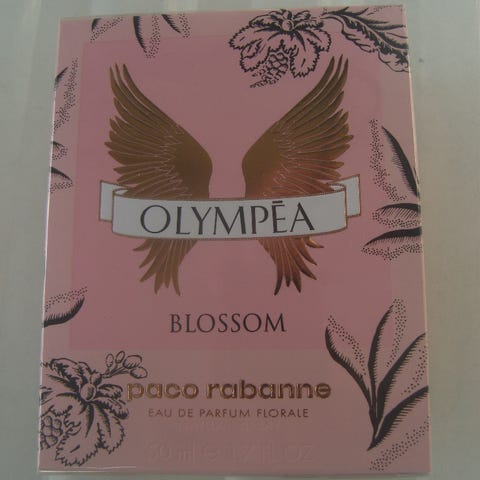 OLYMPĒA
BLOSSOM
paco rabanne
EAU DE PARFUM FLORALE